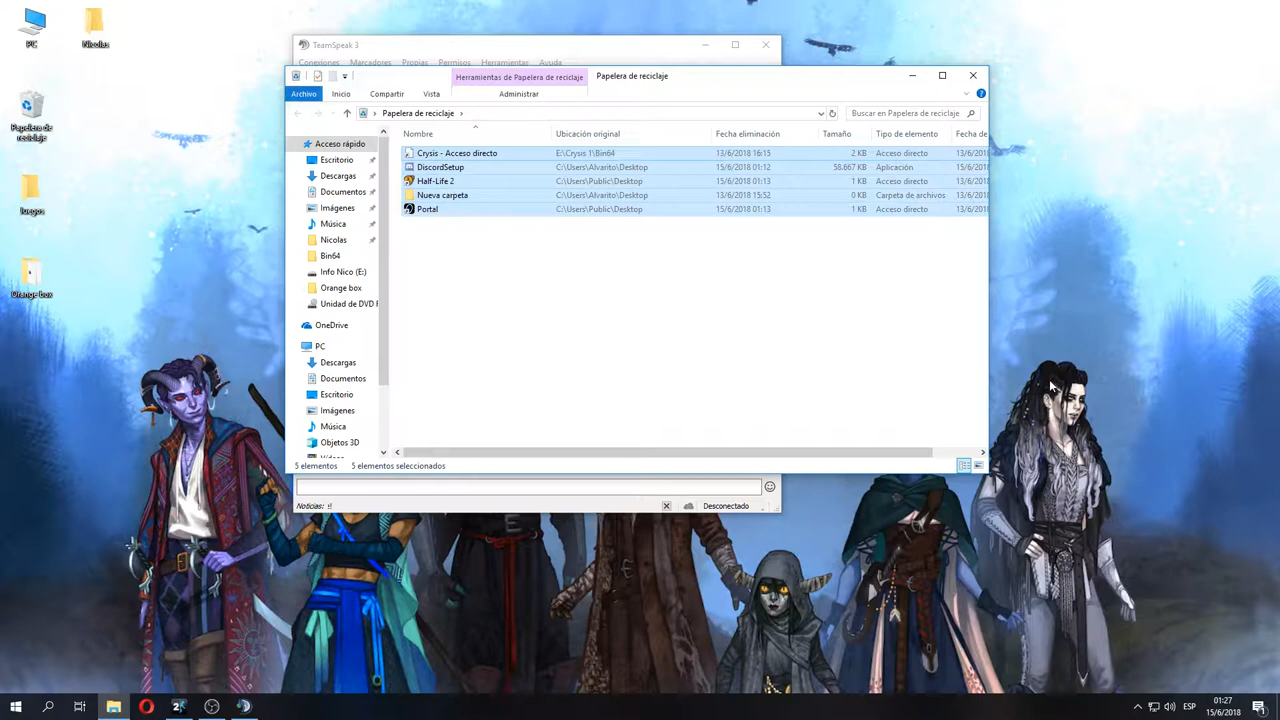 PC
Nicolas
Papelera de
reciclaje
Juegos
Orange box
TeamSpeak 3
Conexiones Marcadores Propias Permisos Herramientas Ayuda
Herramientas de Papelera de reciclaje
Papelera de reciclaje
Archivo
Inicio
Compartir
Vista
Administrar
Papelera de reciclaje
Buscar en Papelera de reciclaje
Nombre Ubicación original Fecha eliminación Tamaño Tipo de elemento Fecha de
Crysis - Acceso directo E:\Crysis 1\Bin64 13/6/2018 16:15 2 KB Acceso directo 13/6/2018
DiscordSetup C:\Users\Alvarito\Desktop 15/6/2018 01:12 58.667 KB Aplicación 15/6/2018
Half-Life 2 C:\Users\Public\Desktop 15/6/2018 01:13 1 KB Acceso directo 13/6/2018
Nueva carpeta C:\Users\Alvarito\Desktop 13/6/2018 15:52 0 KB Carpeta de archivos 13/6/2018
Portal C:\Users\Public\Desktop 15/6/2018 01:13 1 KB Acceso directo 13/6/2018
Acceso rápido
Escritorio
Descargas
Documentos
Imágenes
Música
Nicolas
Bin64
Info Nico (E:)
Orange box
Unidad de DVD F
OneDrive
PC
Descargas
Documentos
Escritorio
Imágenes
Música
Objetos 3D
5 elementos 5 elementos seleccionados
Noticias:
Desconectado
ESP
01:27
15/6/2018